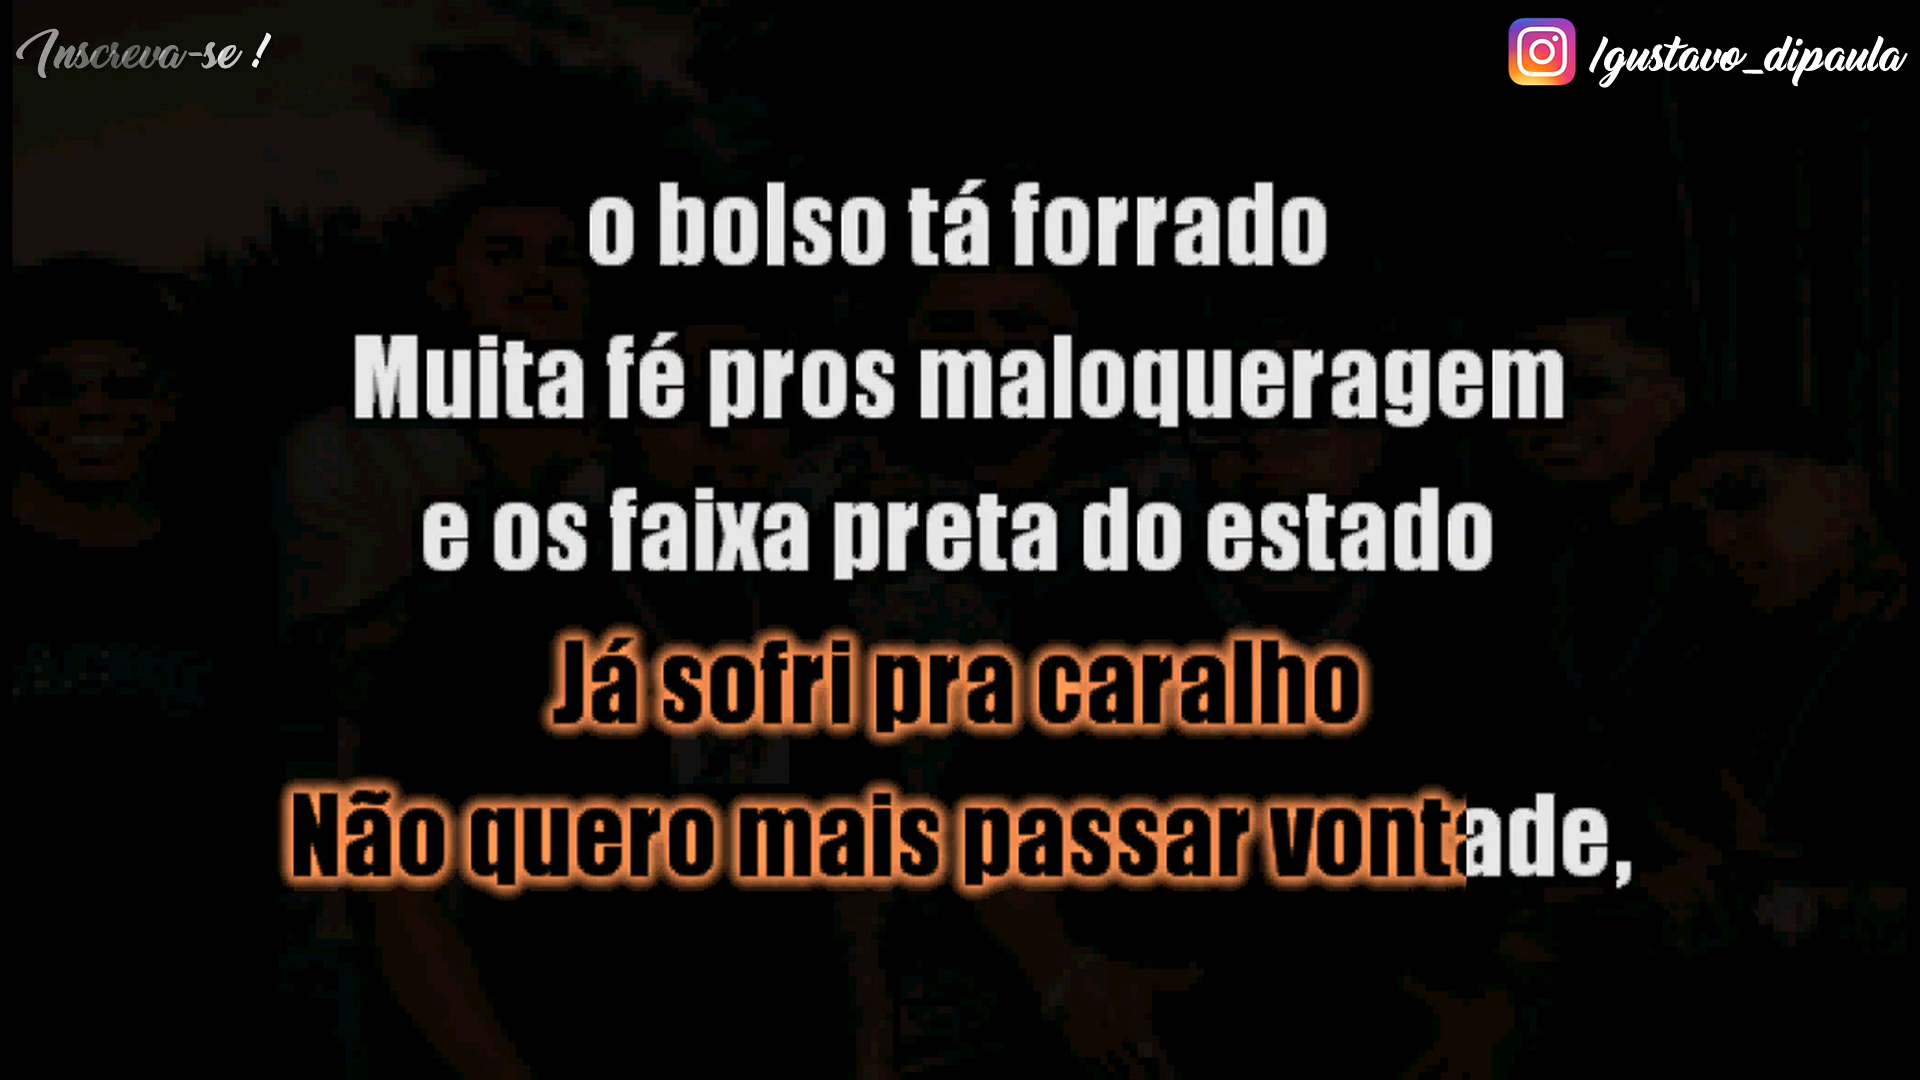 Inscreva-se !
/gustavo_dipaula
o bolso tá forrado
Muita fé pros maloqueragem
e os faixa preta do estado
Já sofri pra caralho
Não quero mais passar vontade,